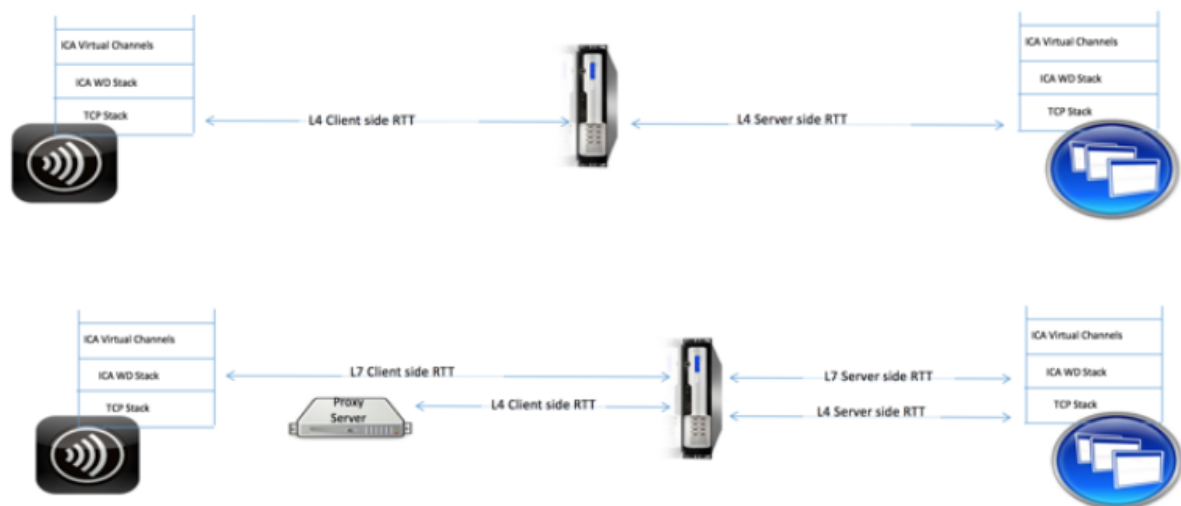 ICA Virtual Channels
ICA WD Stack
TCP Stack
L4 Client side RTT
L4 Server side RTT
ICA Virtual Channels
ICA WD Stack
TCP Stack
ICA Virtual Channels
ICA WD Stack
TCP Stack
L7 Client side RTT
Proxy
Server
L4 Client side RTT
L7 Server side RTT
L4 Server side RTT
ICA Virtual Channels
ICA WD Stack
TCP Stack